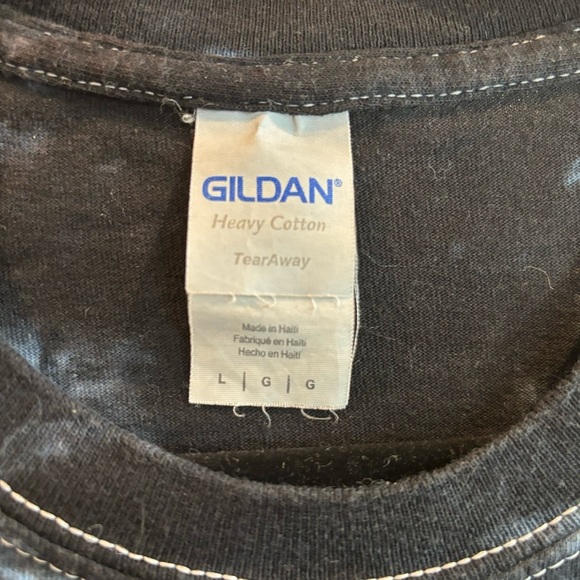 GILDAN®
Heavy Cotton
TearAway
Made in Haiti
Fabriqué en Haïti
Hecho en Haití
L | G | G